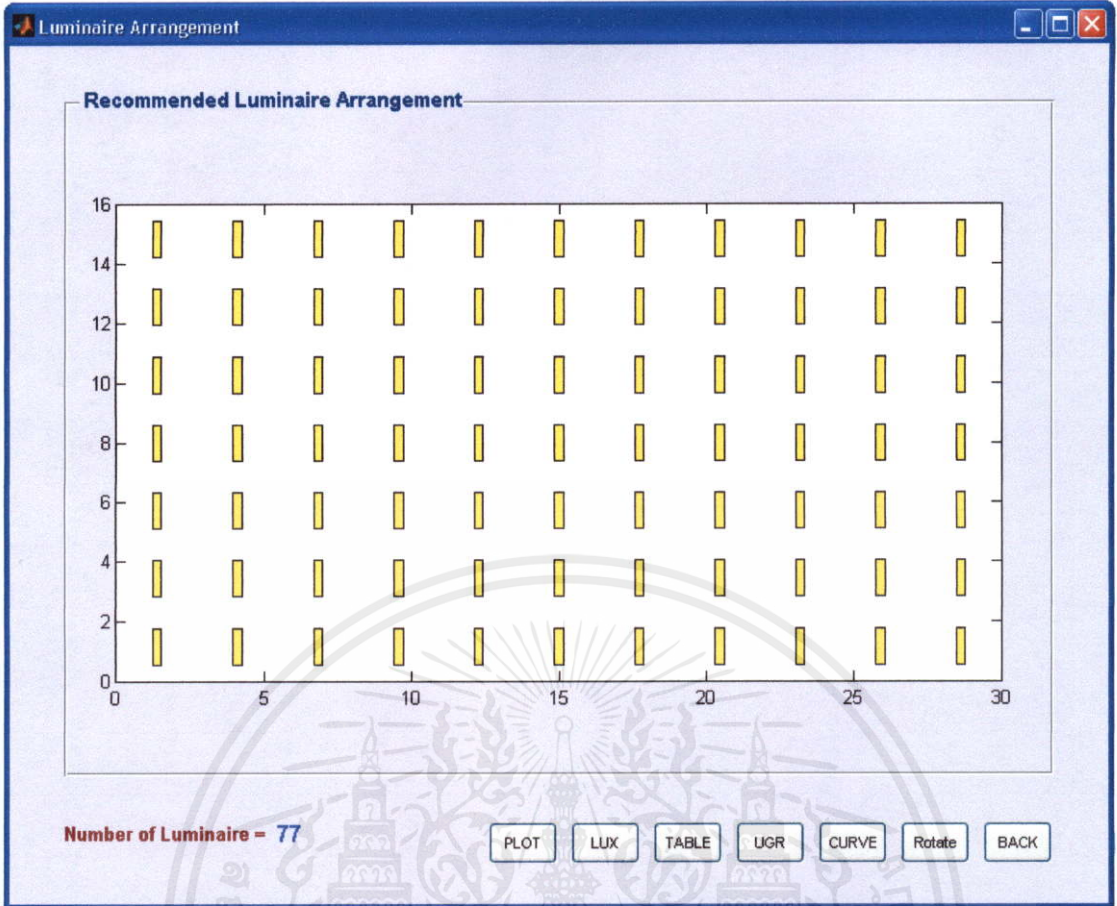 Luminaire Arrangement
Recommended Luminaire Arrangement
16
14
12
10
8
6
4
2
0
0 5 10 15 20 25 30
Number of Luminaire = 77
PLOT LUX TABLE UGR CURVE Rotate BACK